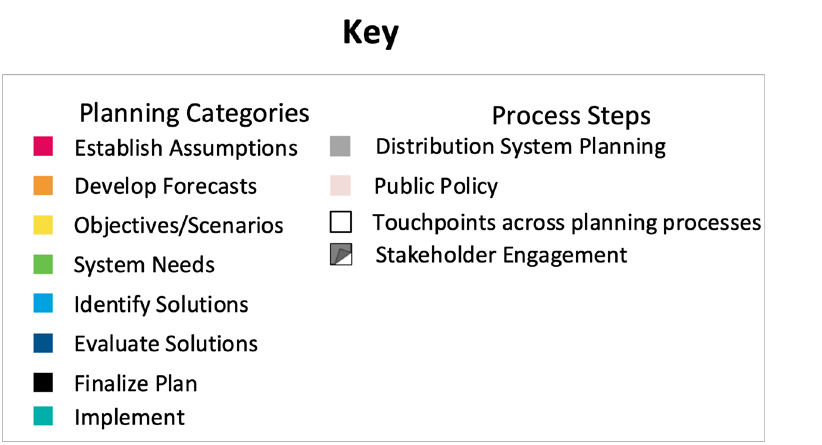 Key
Planning Categories
Establish Assumptions
Develop Forecasts
Objectives/Scenarios
System Needs
Identify Solutions
Evaluate Solutions
Finalize Plan
Implement
Process Steps
Distribution System Planning
Public Policy
Touchpoints across planning processes
Stakeholder Engagement